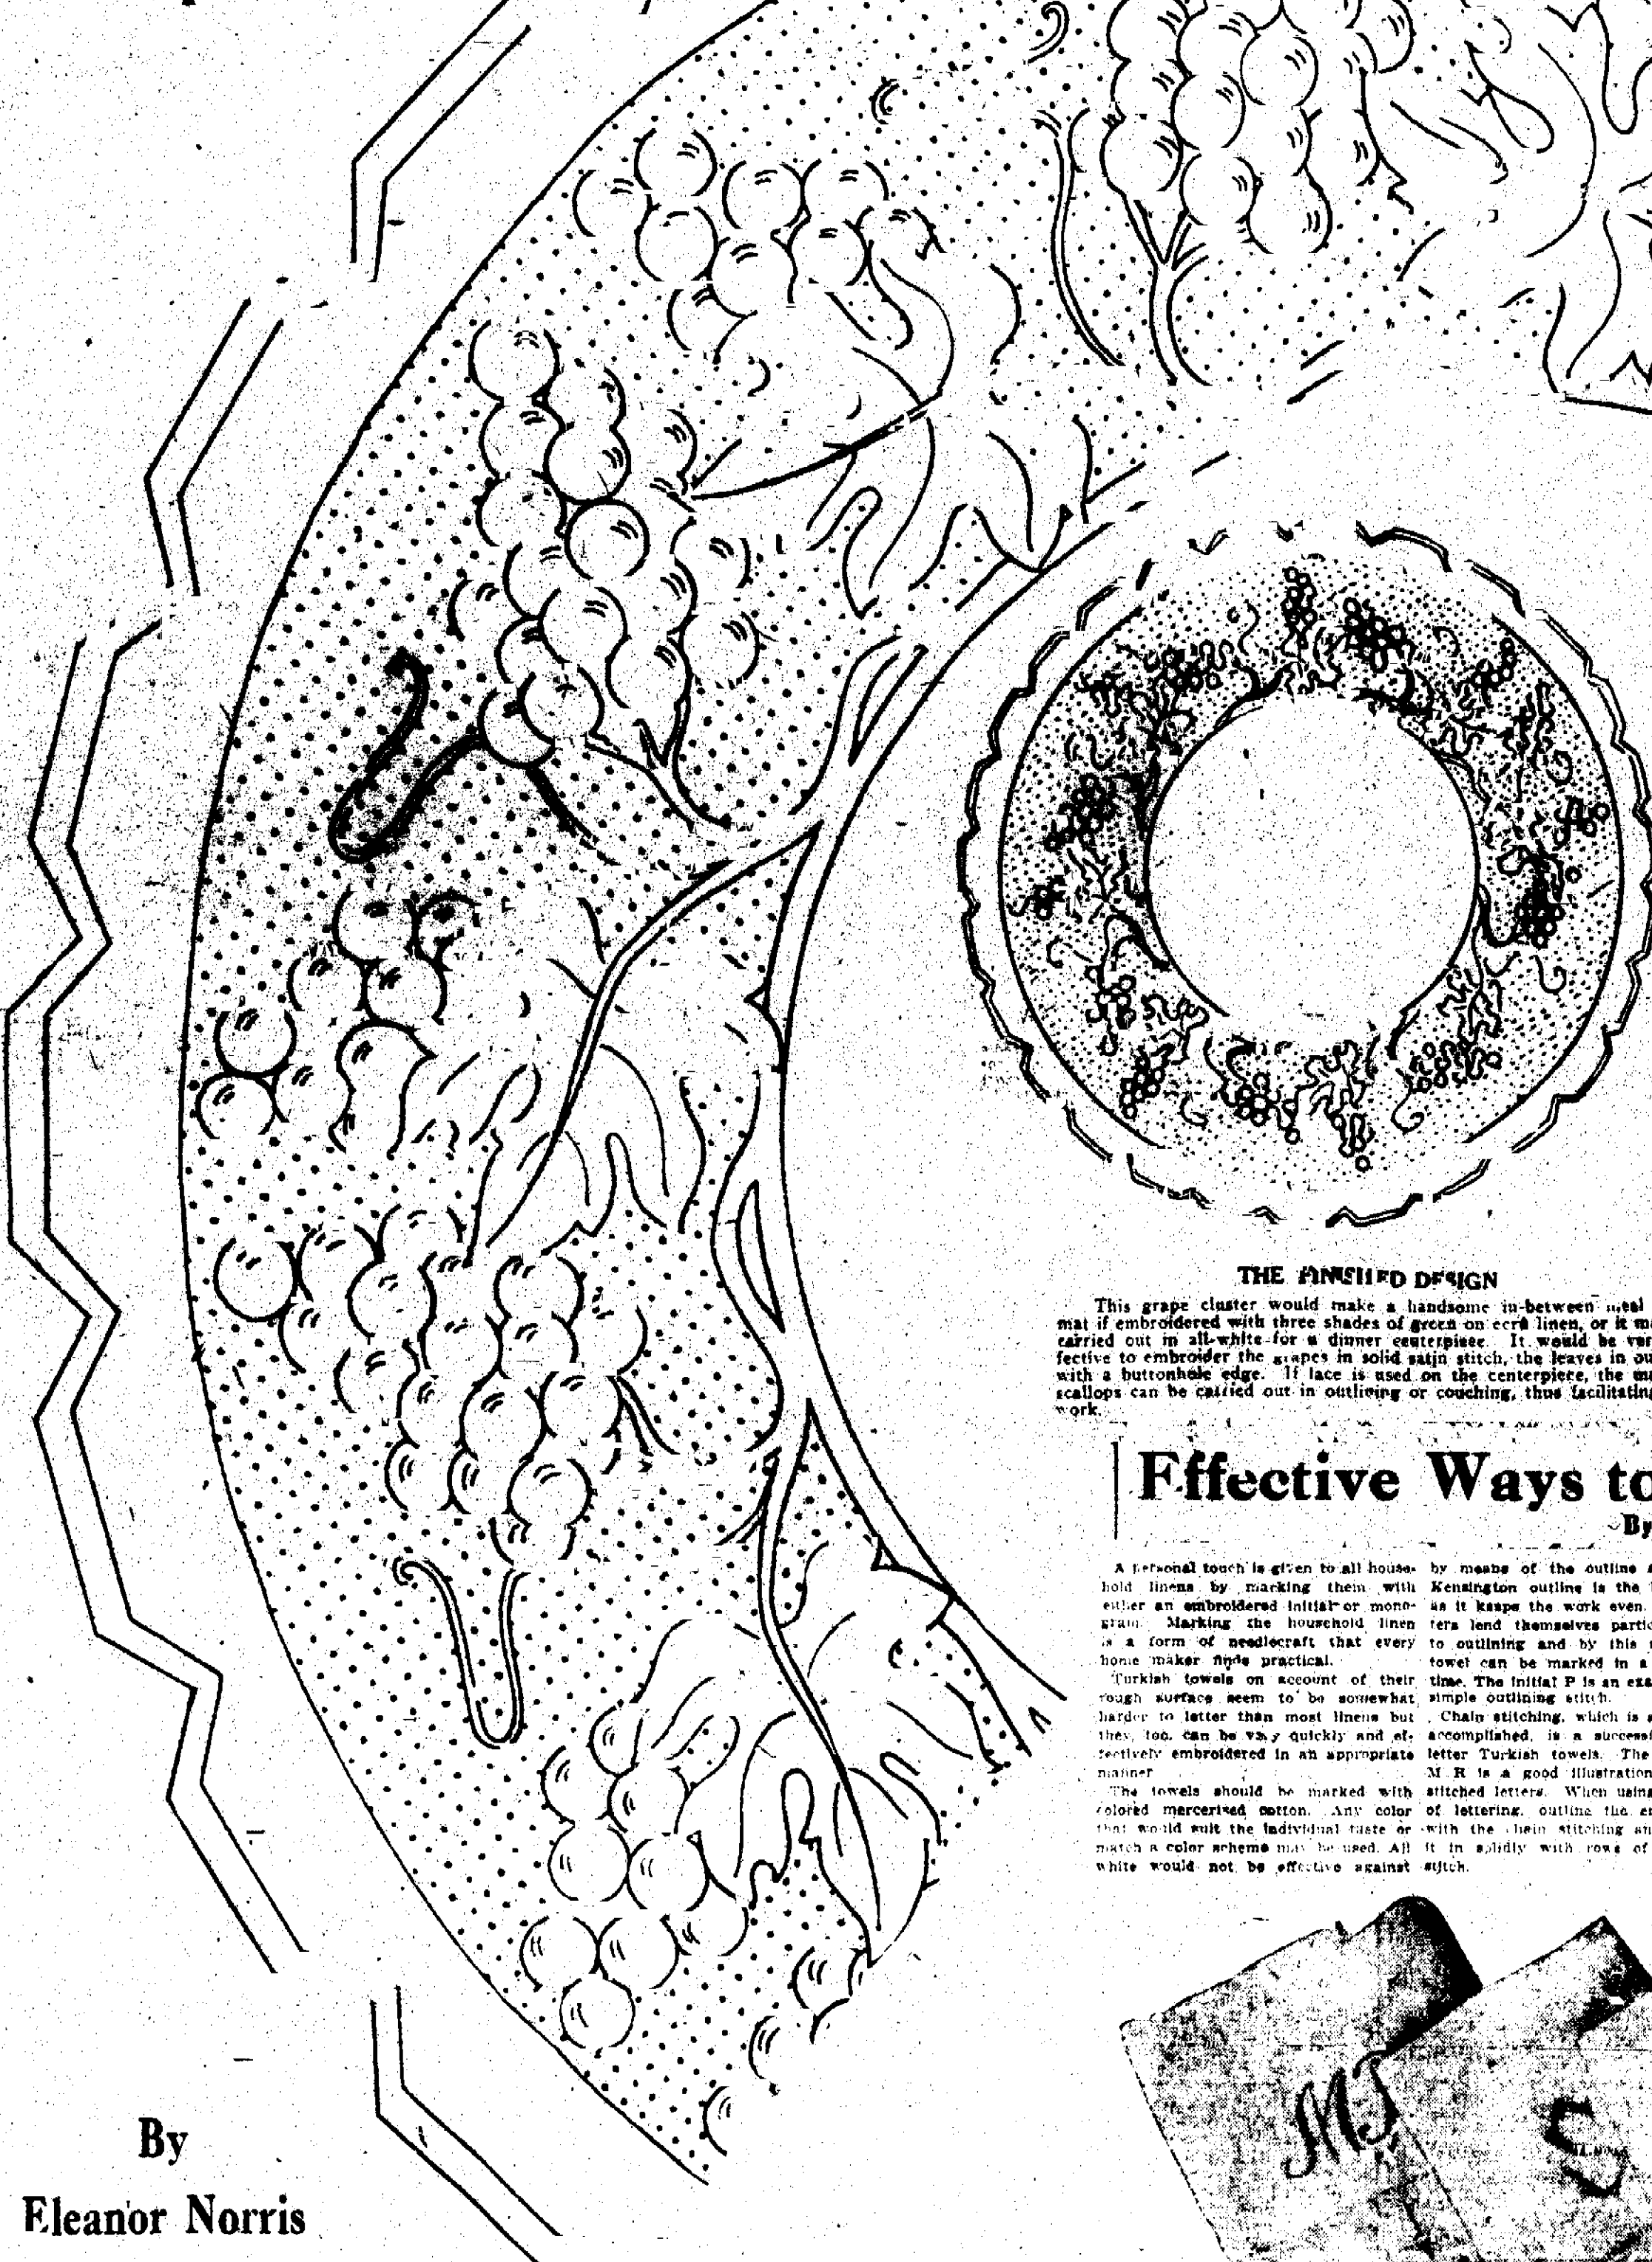 THE FINISHED DESIGN
This grape cluster would make a handsome in-between meal
mat if embroidered with three shades of green on ecru linen, or it
carried out in all-white for a dinner centerpiece. It would be
fective to embroider the grapes in solid satin stitch, the leaves in
with a buttonhole edge. If lace is used on the centerpiece, the
scallops can be carried out in outlining or couching, thus facilitating
work.
Effective Ways to
By
A personal touch is given to all house-
hold linens by marking them with
either an embroidered initial or mono-
gram. Marking the household linen
is a form of needlecraft that every
home maker finds practical.
Turkish towels on account of their
rough surface seem to be somewhat
harder to letter than most linens but
they, too, can be very quickly and ef-
fectively embroidered in an appropriate
manner
The towels should be marked with
colored mercerized cotton. Any color
that would suit the individual taste or
match a color scheme may be used. All
white would not be effective against
by means of the outline
Kensington outline is the
as it keeps the work even.
ters lend themselves
to outlining and by this
towel can be marked in a
time. The initial P is an
simple outlining stitch.
Chain stitching, which is
accomplished, is a
letter Turkish towels. The
M R is a good illustration
stitched letters. When using
of lettering, outline the
with the chain stitching
it in solidly with rows of
stitch.
S
By
Eleanor Norris